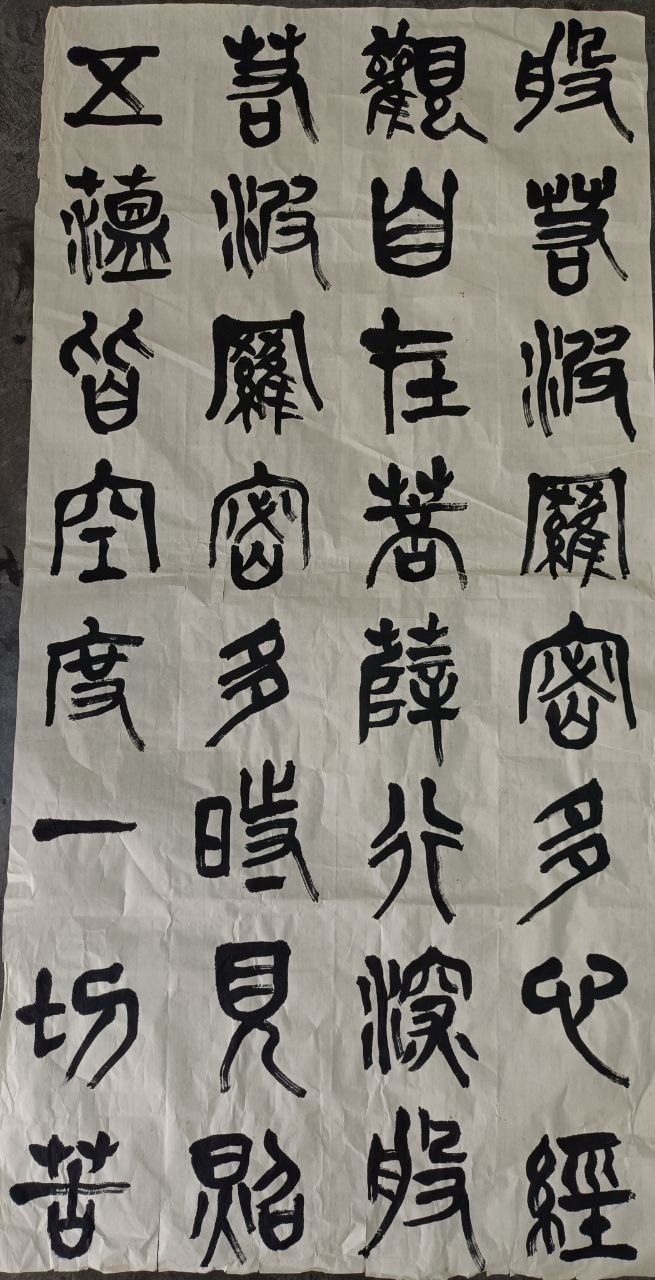 般若波羅密多心經
觀自在菩薛行深般
若波羅密多時見照
五蘊皆空度一切苦